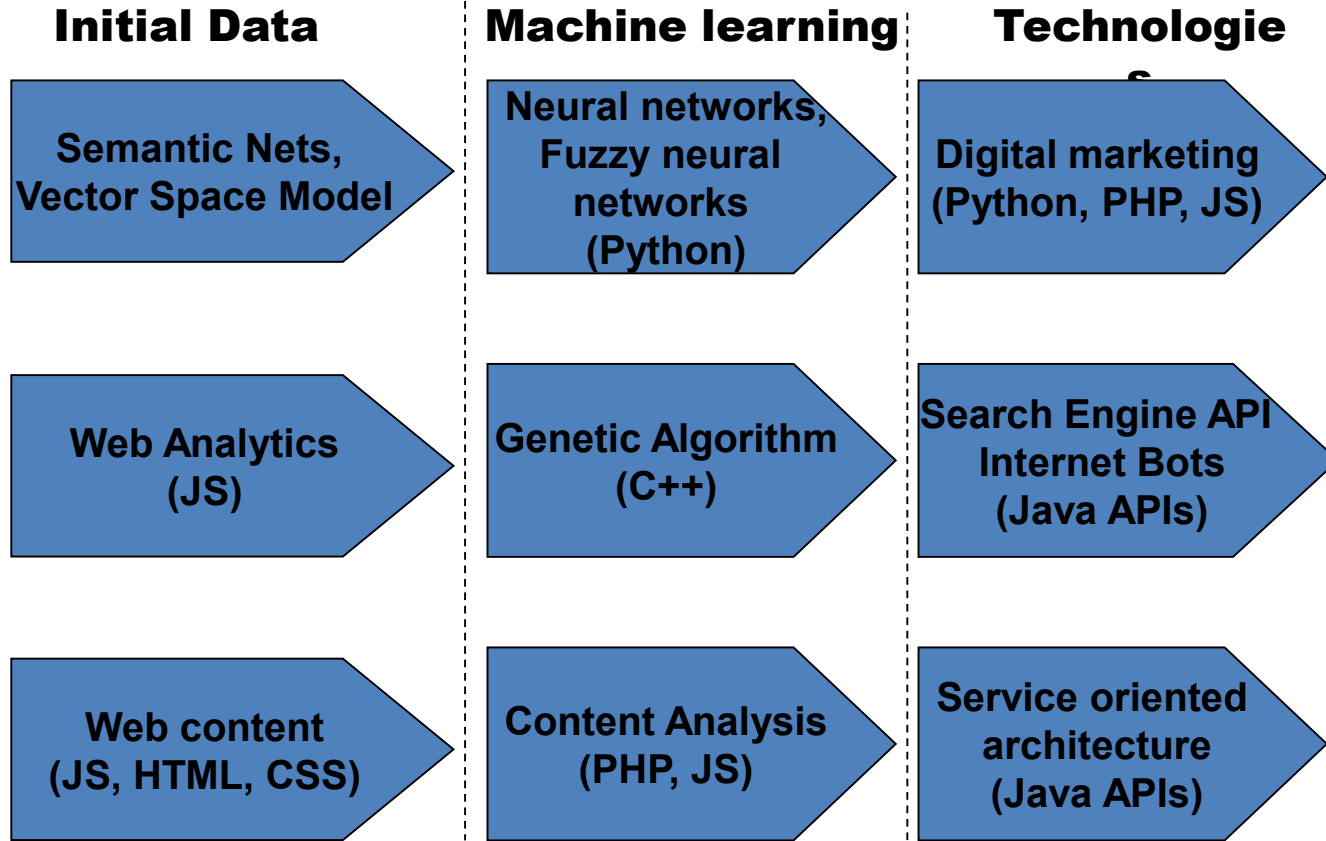 Initial Data
Semantic Nets,
Vector Space Model
Web Analytics
(JS)
Web content
(JS, HTML, CSS)
Machine learning
Neural networks,
Fuzzy neural
networks
(Python)
Genetic Algorithm
(C++)
Content Analysis
(PHP, JS)
Technologie
s
Digital marketing
(Python, PHP, JS)
Search Engine API
Internet Bots
(Java APIs)
Service oriented
architecture
(Java APIs)